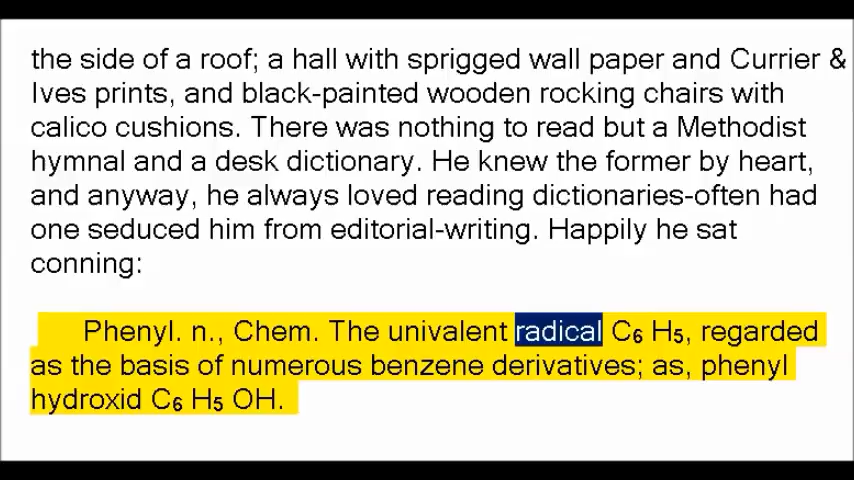 the side of a roof; a hall with sprigged wall paper and Currier &
Ives prints, and black-painted wooden rocking chairs with
calico cushions. There was nothing to read but a Methodist
hymnal and a desk dictionary. He knew the former by heart,
and anyway, he always loved reading dictionaries-often had
one seduced him from editorial-writing. Happily he sat
conning:
Phenyl. n., Chem. The univalent radical C₆ H₅, regarded
as the basis of numerous benzene derivatives; as, phenyl
hydroxid C₆ H₅ OH.